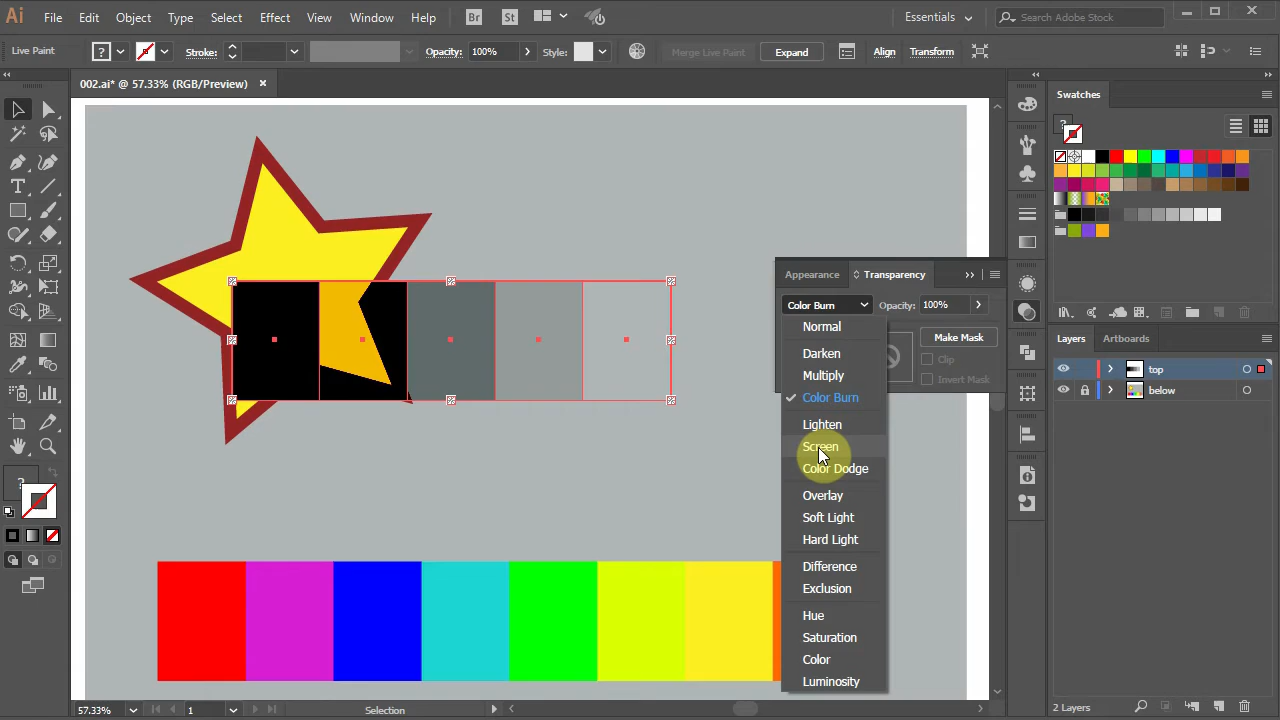 Ai File Edit Object Type Select Effect View Window Help Br St Essentials Search Adobe Stock
Live Paint ? Stroke: Opacity: 100% Style: Merge Live Paint Expand Align Transform
002.ai* @ 57.33% (RGB/Preview) ×
Swatches
?
Appearance Transparency
Color Burn Opacity: 100%
Normal
Make Mask
Darken
Clip
Multiply
Invert Mask
Color Burn
Lighten
Screen
Color Dodge
Overlay
Soft Light
Hard Light
Difference
Exclusion
Hue
Saturation
Color
Luminosity
Layers Artboards
top
below
?
57.33% 1 Selection
2 Layers